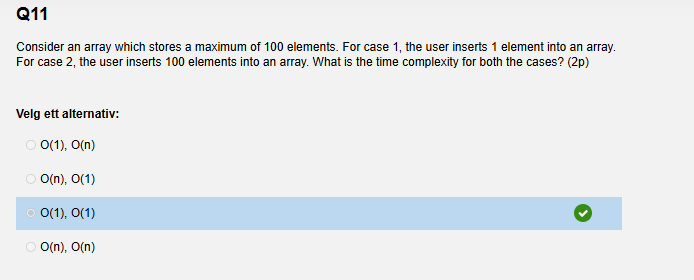 Q11
Consider an array which stores a maximum of 100 elements. For case 1, the user inserts 1 element into an array.
For case 2, the user inserts 100 elements into an array. What is the time complexity for both the cases? (2p)
Velg ett alternativ:
O(1), O(n)
O(n), O(1)
O(1), O(1)
O(n), O(n)